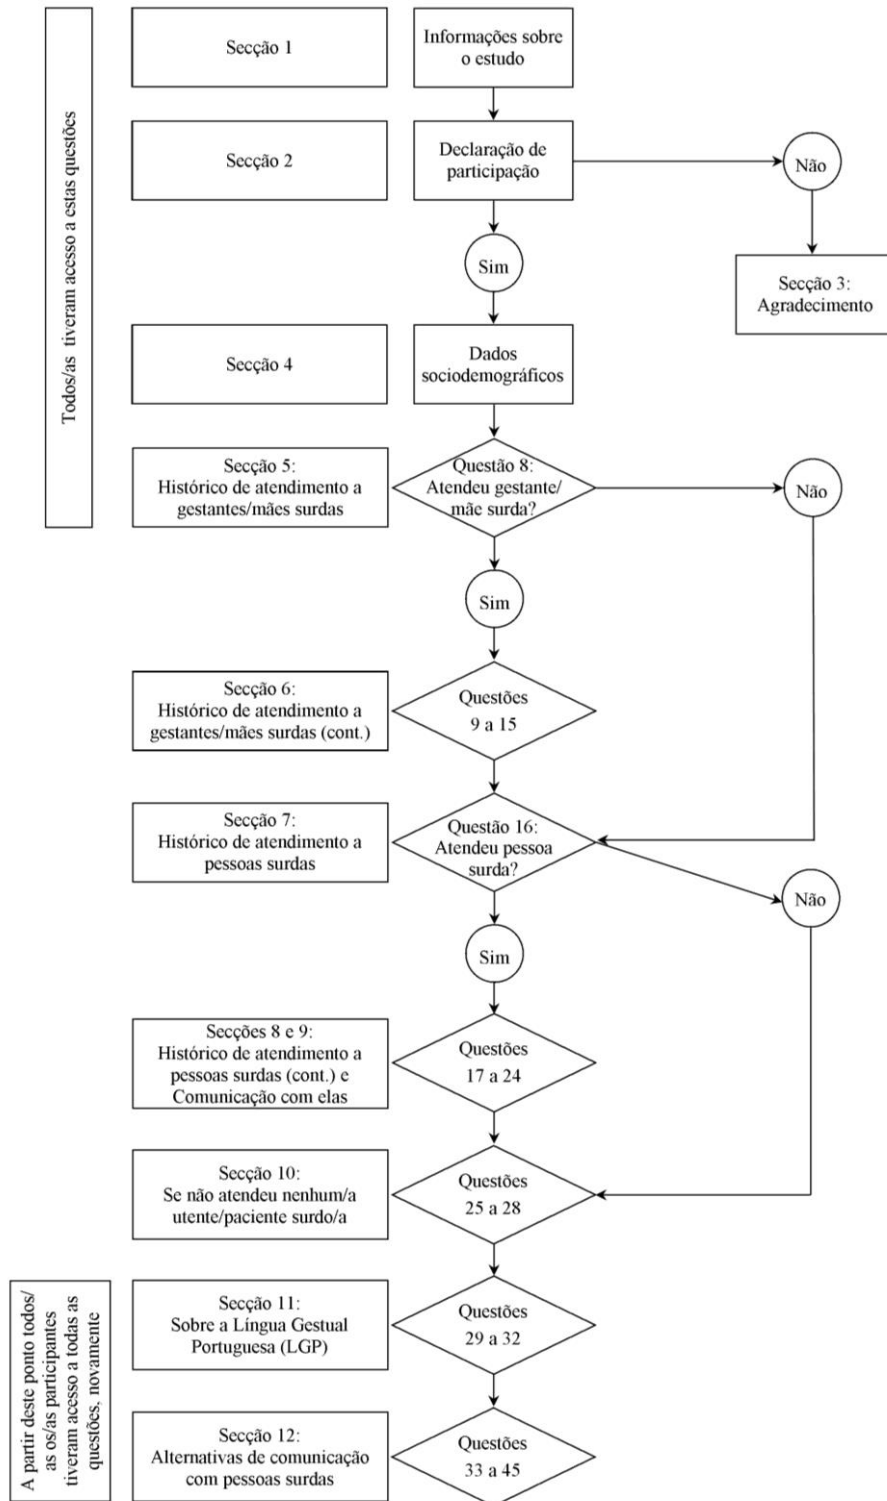 Todos/as tiveram acesso a estas questões
Secção 1
Informações sobre
o estudo
Secção 2
Declaração de
participação
Não
Sim
Secção 3:
Agradecimento
Secção 4
Dados
sociodemográficos
Secção 5:
Histórico de atendimento a
gestantes/mães surdas
Questão 8:
Atendeu gestante/
mãe surda?
Não
Sim
Secção 6:
Histórico de atendimento a
gestantes/mães surdas (cont.)
Questões
9 a 15
Secção 7:
Histórico de atendimento a
pessoas surdas
Questão 16:
Atendeu pessoa
surda?
Não
Sim
Secções 8 e 9:
Histórico de atendimento a
pessoas surdas (cont.) e
Comunicação com elas
Questões
17 a 24
Secção 10:
Se não atendeu nenhum/a
utente/paciente surdo/a
Questões
25 a 28
A partir deste ponto todos/
as os/as participantes
tiveram acesso a todas as
questões, novamente
Secção 11:
Sobre a Língua Gestual
Portuguesa (LGP)
Questões
29 a 32
Secção 12:
Alternativas de comunicação
com pessoas surdas
Questões
33 a 45